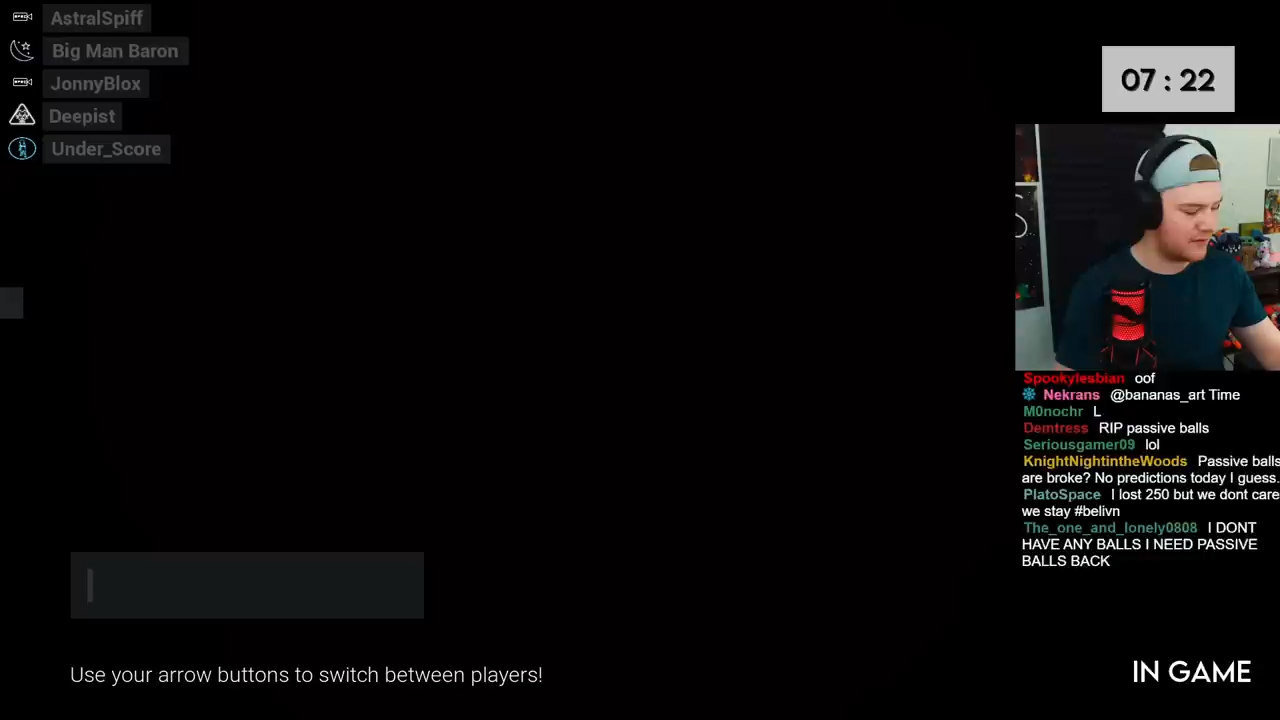 AstralSpiff
Big Man Baron
JonnyBlox
Deepist
Under_Score
07 : 22
Spookylesbian oof
Nekrans @bananas_art Time
M0nochr L
Demtress RIP passive balls
Seriousgamer09 lol
KnightNightintheWoods Passive balls
are broke? No predictions today I guess.
PlatoSpace I lost 250 but we dont care
we stay #belivn
The_one_and_lonely0808 I DONT
HAVE ANY BALLS I NEED PASSIVE
BALLS BACK
Use your arrow buttons to switch between players!
IN GAME